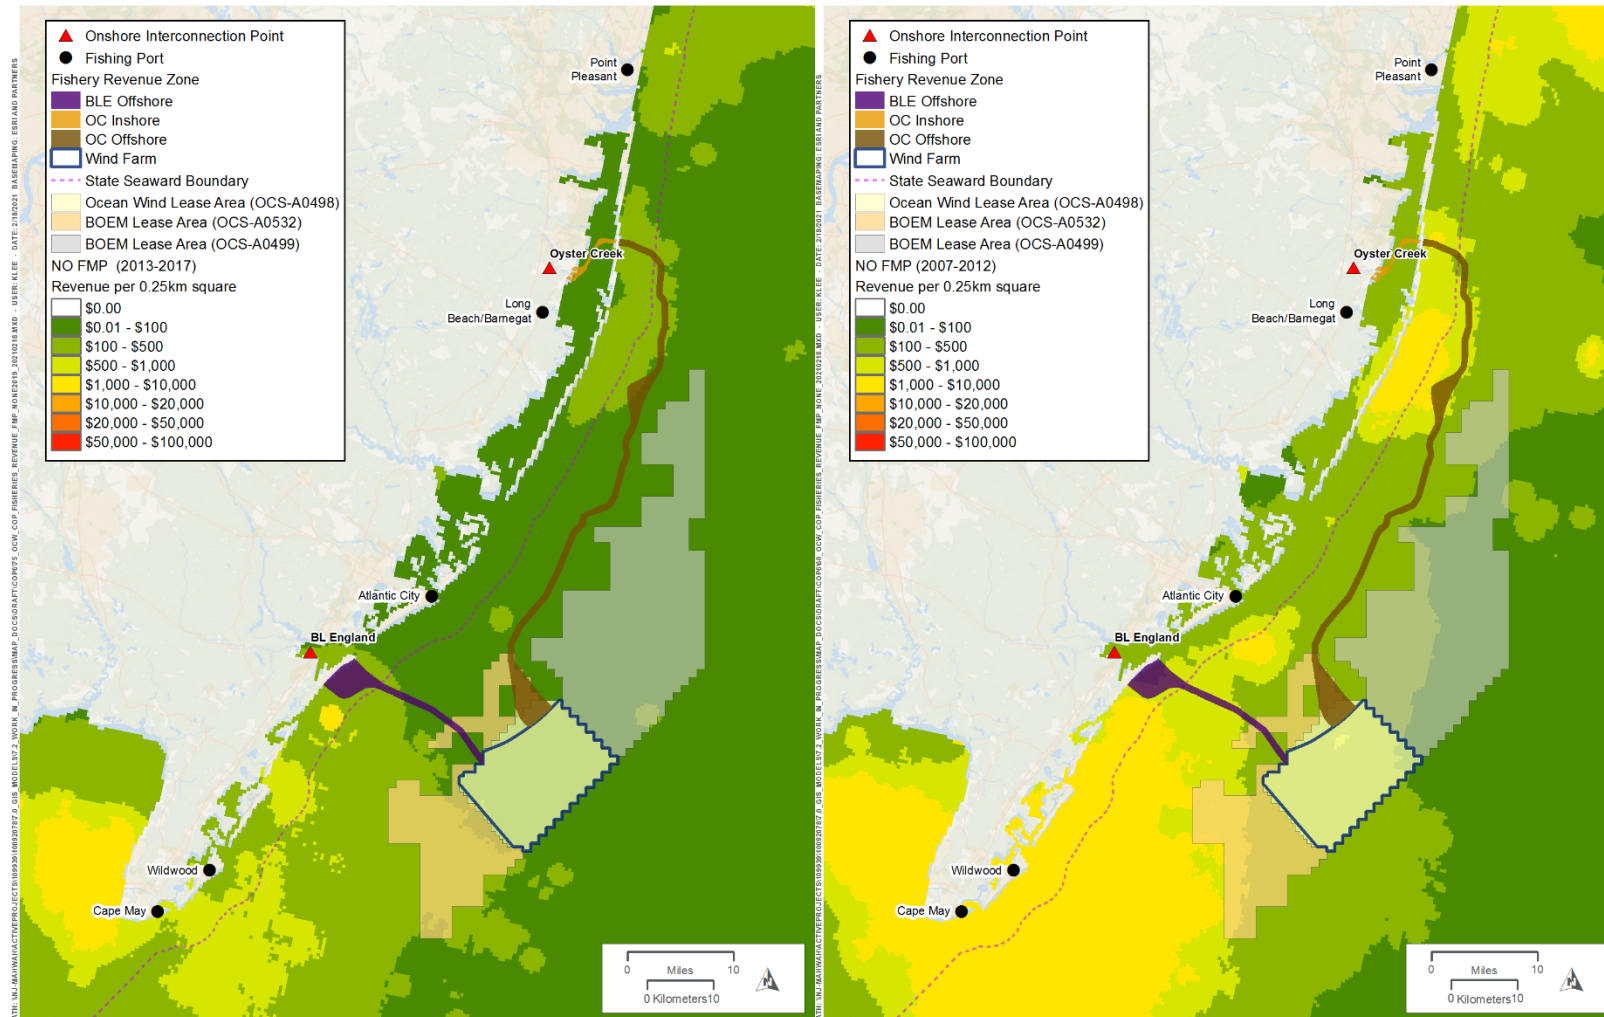 Onshore Interconnection Point
Fishing Port
Fishery Revenue Zone
BLE Offshore
OC Inshore
OC Offshore
Wind Farm
State Seaward Boundary
Ocean Wind Lease Area (OCS-A0498)
BOEM Lease Area (OCS-A0532)
BOEM Lease Area (OCS-A0499)
NO FMP (2013-2017)
Revenue per 0.25km square
$0.00
$0.01 - $100
$100 - $500
$500 - $1,000
$1,000 - $10,000
$10,000 - $20,000
$20,000 - $50,000
$50,000 - $100,000
Point
Pleasant
Oyster Creek
Long
Beach/Barnegat
Atlantic City
BL England
Wildwood
Cape May
0 Miles 10
0 Kilometers 10
N
Onshore Interconnection Point
Fishing Port
Fishery Revenue Zone
BLE Offshore
OC Inshore
OC Offshore
Wind Farm
State Seaward Boundary
Ocean Wind Lease Area (OCS-A0498)
BOEM Lease Area (OCS-A0532)
BOEM Lease Area (OCS-A0499)
NO FMP (2007-2012)
Revenue per 0.25km square
$0.00
$0.01 - $100
$100 - $500
$500 - $1,000
$1,000 - $10,000
$10,000 - $20,000
$20,000 - $50,000
$50,000 - $100,000
Point
Pleasant
Oyster Creek
Long
Beach/Barnegat
Atlantic City
BL England
Wildwood
Cape May
0 Miles 10
0 Kilometers 10
N